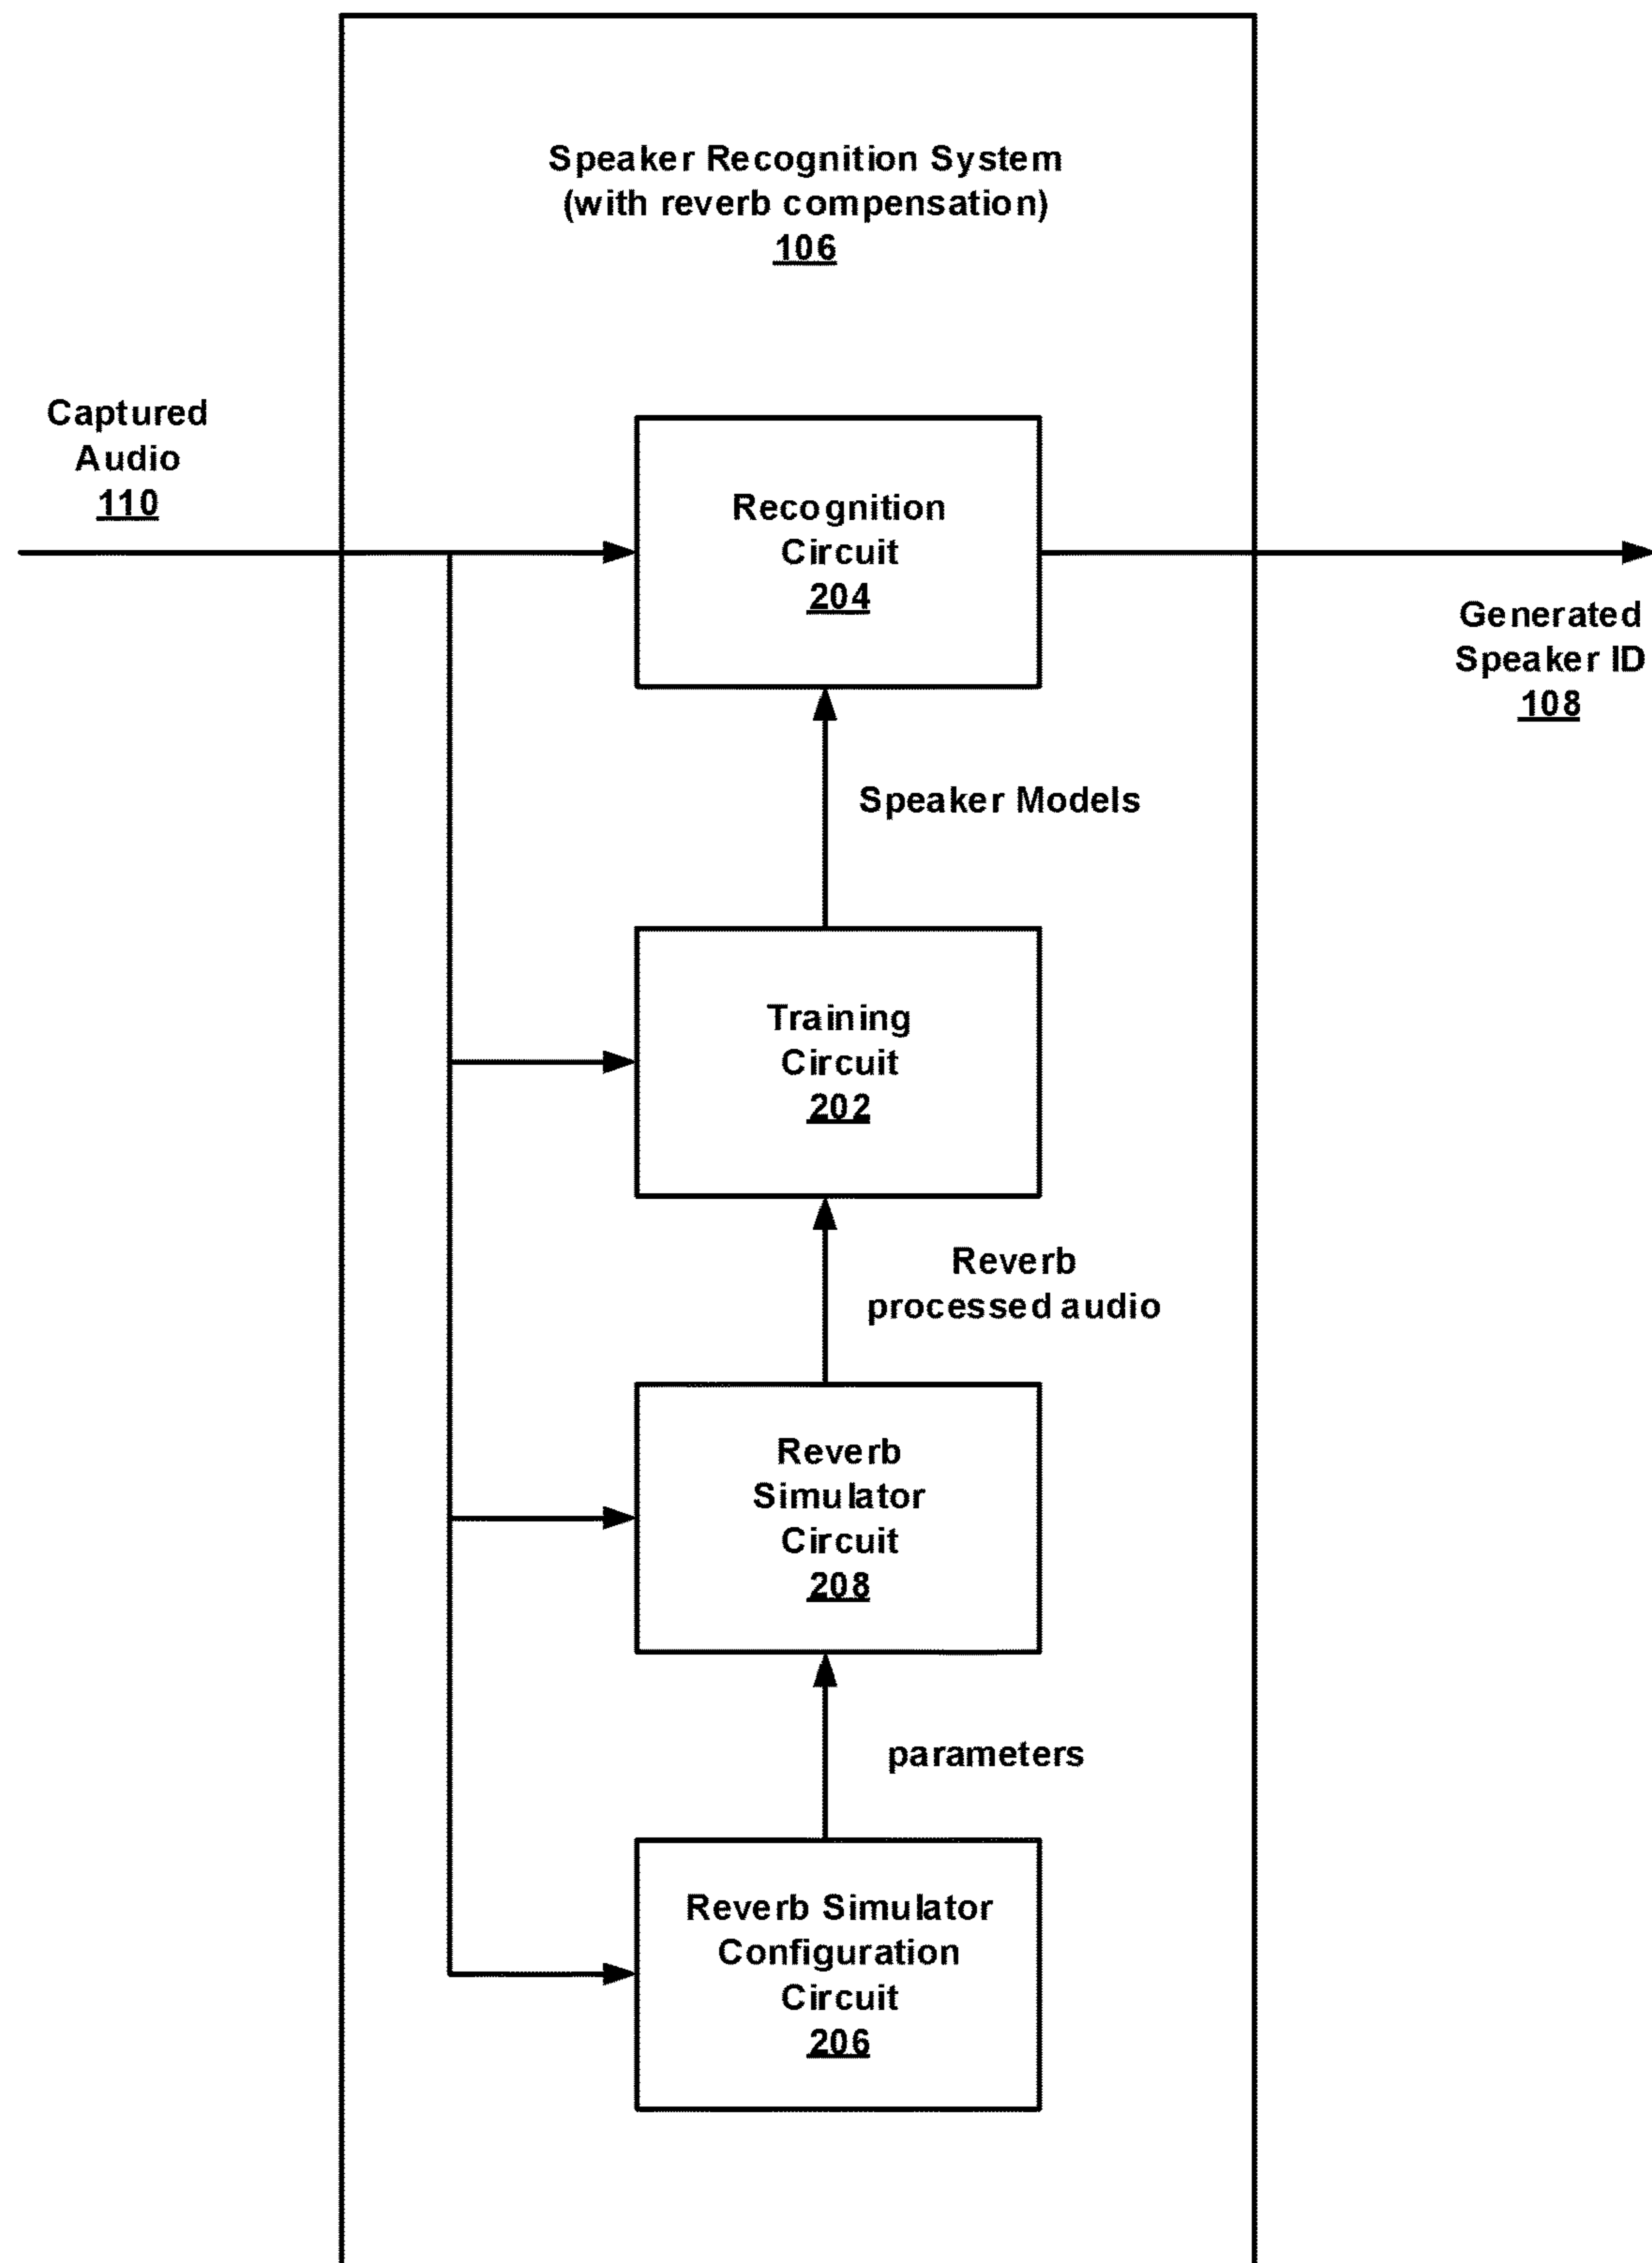 Speaker Recognition System
(with reverb compensation)
106
Captured
Audio
110
Recognition
Circuit
204
Generated
Speaker ID
108
Speaker Models
Training
Circuit
202
Reverb
processed audio
Reverb
Simulator
Circuit
208
parameters
Reverb Simulator
Configuration
Circuit
206